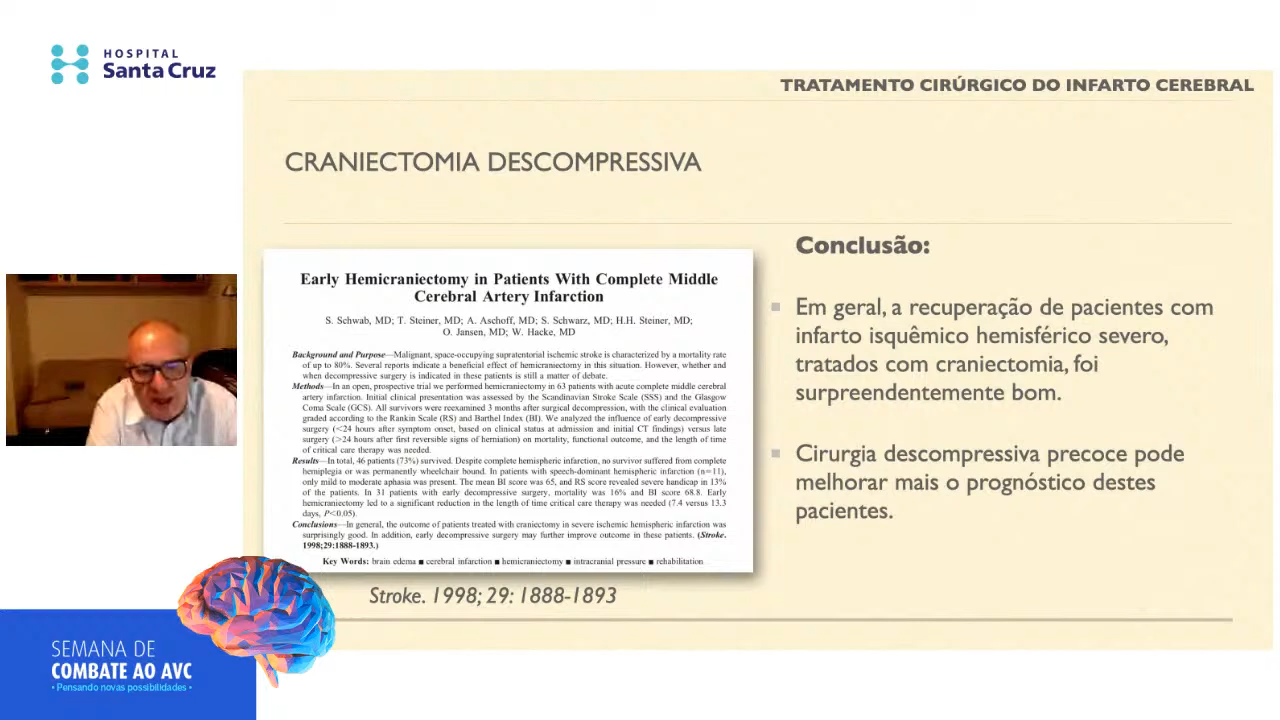 HOSPITAL
Santa Cruz
TRATAMENTO CIRÚRGICO DO INFARTO CEREBRAL
CRANIECTOMIA DESCOMPRESSIVA
Early Hemicraniectomy in Patients With Complete Middle
Cerebral Artery Infarction
S. Schwab, MD; T. Steiner, MD; A. Aschoff, MD; S. Schwarz, MD; H.H. Steiner, MD;
O. Jansen, MD; W. Hacke, MD
Background and Purpose—Malignant, space-occupying supratentorial ischemic stroke is characterized by a mortality rate
of up to 80%. Several reports indicate a beneficial effect of hemicraniectomy in this situation. However, whether and
when decompressive surgery is indicated in these patients is still a matter of debate.
Methods—In an open, prospective trial we performed hemicraniectomy in 63 patients with acute complete middle cerebral
artery infarction. Initial clinical presentation was assessed by the Scandinavian Stroke Scale (SSS) and the Glasgow
Coma Scale (GCS). All survivors were reexamined 3 months after surgical decompression, with the clinical evaluation
graded according to the Rankin Scale (RS) and Barthel Index (BI). We analyzed the influence of early decompressive
surgery (<24 hours after symptom onset, based on clinical status at admission and initial CT findings) versus late
surgery (>24 hours after first reversible signs of herniation) on mortality, functional outcome, and the length of time
of critical care therapy was needed.
Results—In total, 46 patients (73%) survived. Despite complete hemispheric infarction, no survivor suffered from complete
hemiplegia or was permanently wheelchair bound. In patients with speech-dominant hemispheric infarction (n=11),
only mild to moderate aphasia was present. The mean BI score was 65, and RS score revealed severe handicap in 13%
of the patients. In 31 patients with early decompressive surgery, mortality was 16% and BI score 68.8. Early
hemicraniectomy led to a significant reduction in the length of time critical care therapy was needed (7.4 versus 13.3
days, P<0.05).
Conclusions—In general, the outcome of patients treated with craniectomy in severe ischemic hemispheric infarction was
surprisingly good. In addition, early decompressive surgery may further improve outcome in these patients. (Stroke.
1998;29:1888-1893.)
Key Words: brain edema ■ cerebral infarction ■ hemicraniectomy ■ intracranial pressure ■ rehabilitation
Stroke. 1998; 29: 1888-1893
Conclusão:
▪ Em geral, a recuperação de pacientes com
infarto isquêmico hemisférico severo,
tratados com craniectomia, foi
surpreendentemente bom.
▪ Cirurgia descompressiva precoce pode
melhorar mais o prognóstico destes
pacientes.
SEMANA DE
COMBATE AO AVC
• Pensando novas possibilidades •